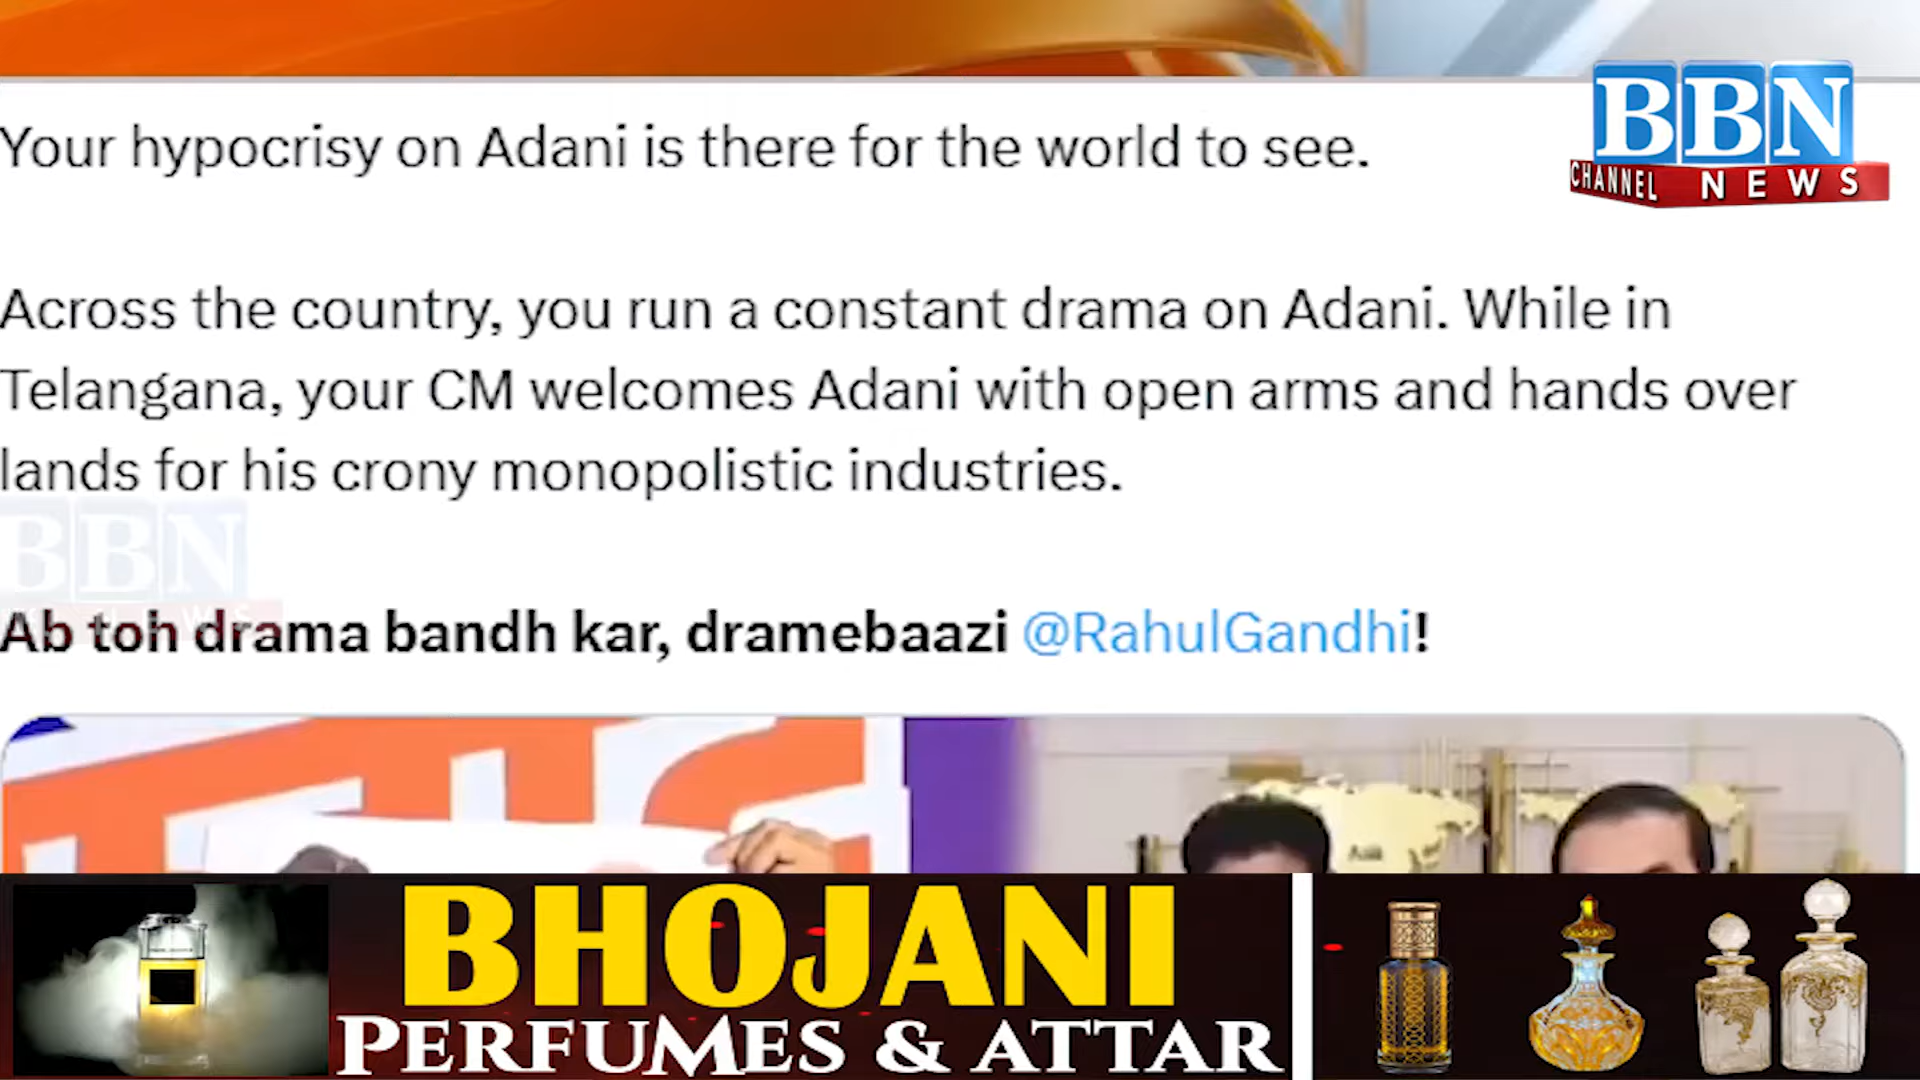 BBN
CHANNEL NEWS
Your hypocrisy on Adani is there for the world to see.
Across the country, you run a constant drama on Adani. While in
Telangana, your CM welcomes Adani with open arms and hands over
lands for his crony monopolistic industries.
BBN
NEWS
Ab toh drama bandh kar, dramebaazi @RahulGandhi!
BHOJANI
PERFUMES & ATTAR